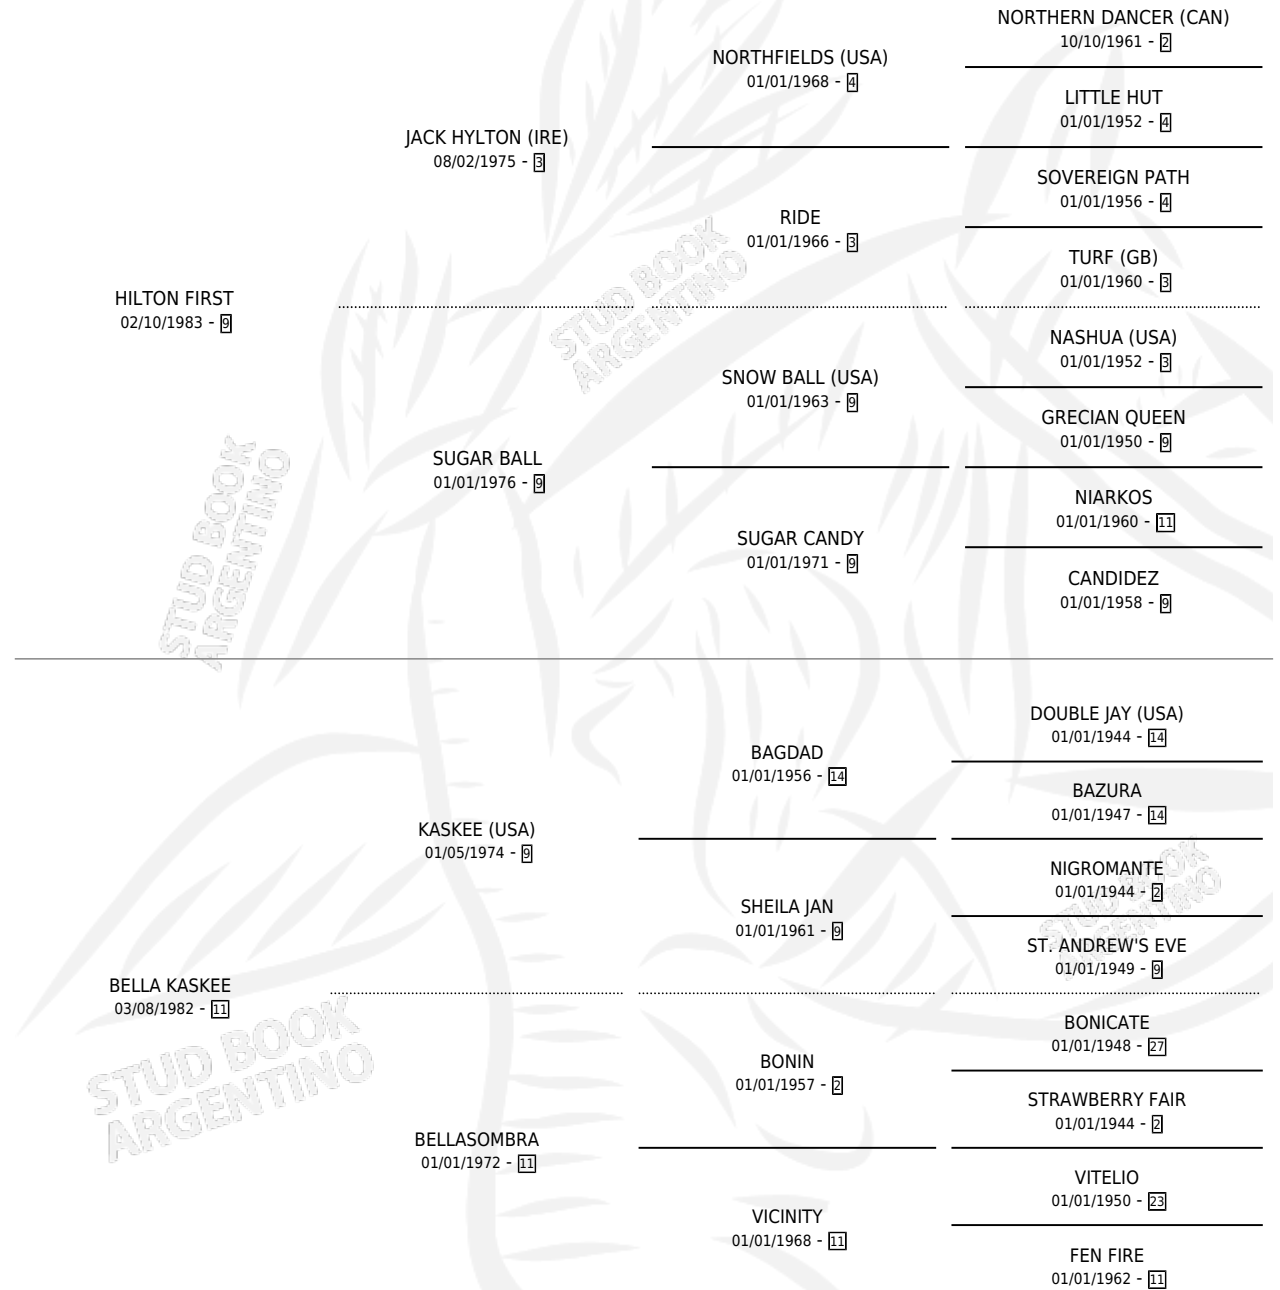 NORTHERN DANCER (CAN)
10/10/1961 - 2
NORTHFIELDS (USA)
01/01/1968 - 4
LITTLE HUT
01/01/1952 - 4
JACK HYLTON (IRE)
08/02/1975 - 3
SOVEREIGN PATH
01/01/1956 - 4
RIDE
01/01/1966 - 3
TURF (GB)
01/01/1960 - 3
HILTON FIRST
02/10/1983 - 9
NASHUA (USA)
01/01/1952 - 3
SNOW BALL (USA)
01/01/1963 - 9
GRECIAN QUEEN
01/01/1950 - 9
SUGAR BALL
01/01/1976 - 9
NIARKOS
01/01/1960 - 11
SUGAR CANDY
01/01/1971 - 9
CANDIDEZ
01/01/1958 - 9
STUD BOOK
ARGENTINO
STUD BOOK
ARGENTINO
DOUBLE JAY (USA)
01/01/1944 - 14
BAGDAD
01/01/1956 - 14
BAZURA
01/01/1947 - 14
KASKEE (USA)
01/05/1974 - 9
NIGROMANTE
01/01/1944 - 2
SHEILA JAN
01/01/1961 - 9
ST. ANDREW'S EVE
01/01/1949 - 9
BELLA KASKEE
03/08/1982 - 11
BONICATE
01/01/1948 - 27
BONIN
01/01/1957 - 2
STRAWBERRY FAIR
01/01/1944 - 2
BELLASOMBRA
01/01/1972 - 11
VITELIO
01/01/1950 - 23
VICINITY
01/01/1968 - 11
FEN FIRE
01/01/1962 - 11
STUD BOOK
ARGENTINO
STUD BOOK
ARGENTINO